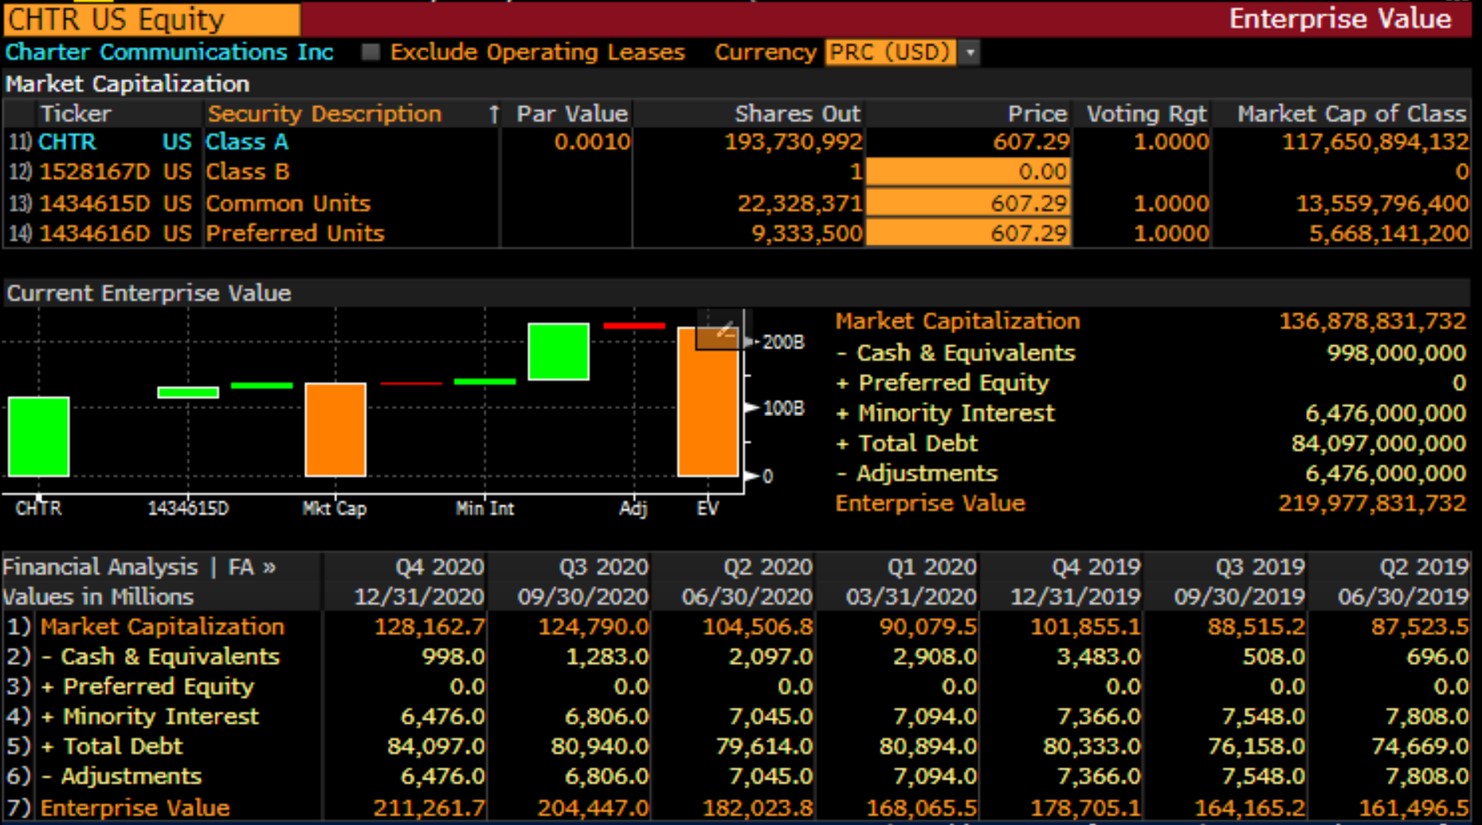 CHTR US Equity Enterprise Value
Charter Communications Inc Exclude Operating Leases Currency PRC (USD)
Market Capitalization
Ticker Security Description ↑ Par Value Shares Out Price Voting Rgt Market Cap of Class
11) CHTR US Class A 0.0010 193,730,992 607.29 1.0000 117,650,894,132
12) 1528167D US Class B 1 0.00 0
13) 1434615D US Common Units 22,328,371 607.29 1.0000 13,559,796,400
14) 1434616D US Preferred Units 9,333,500 607.29 1.0000 5,668,141,200
Current Enterprise Value
200B
100B
0
CHTR 1434615D Mkt Cap Min Int Adj EV
Market Capitalization 136,878,831,732
- Cash & Equivalents 998,000,000
+ Preferred Equity 0
+ Minority Interest 6,476,000,000
+ Total Debt 84,097,000,000
- Adjustments 6,476,000,000
Enterprise Value 219,977,831,732
Financial Analysis | FA » Q4 2020 Q3 2020 Q2 2020 Q1 2020 Q4 2019 Q3 2019 Q2 2019
Values in Millions 12/31/2020 09/30/2020 06/30/2020 03/31/2020 12/31/2019 09/30/2019 06/30/2019
1) Market Capitalization 128,162.7 124,790.0 104,506.8 90,079.5 101,855.1 88,515.2 87,523.5
2) - Cash & Equivalents 998.0 1,283.0 2,097.0 2,908.0 3,483.0 508.0 696.0
3) + Preferred Equity 0.0 0.0 0.0 0.0 0.0 0.0 0.0
4) + Minority Interest 6,476.0 6,806.0 7,045.0 7,094.0 7,366.0 7,548.0 7,808.0
5) + Total Debt 84,097.0 80,940.0 79,614.0 80,894.0 80,333.0 76,158.0 74,669.0
6) - Adjustments 6,476.0 6,806.0 7,045.0 7,094.0 7,366.0 7,548.0 7,808.0
7) Enterprise Value 211,261.7 204,447.0 182,023.8 168,065.5 178,705.1 164,165.2 161,496.5